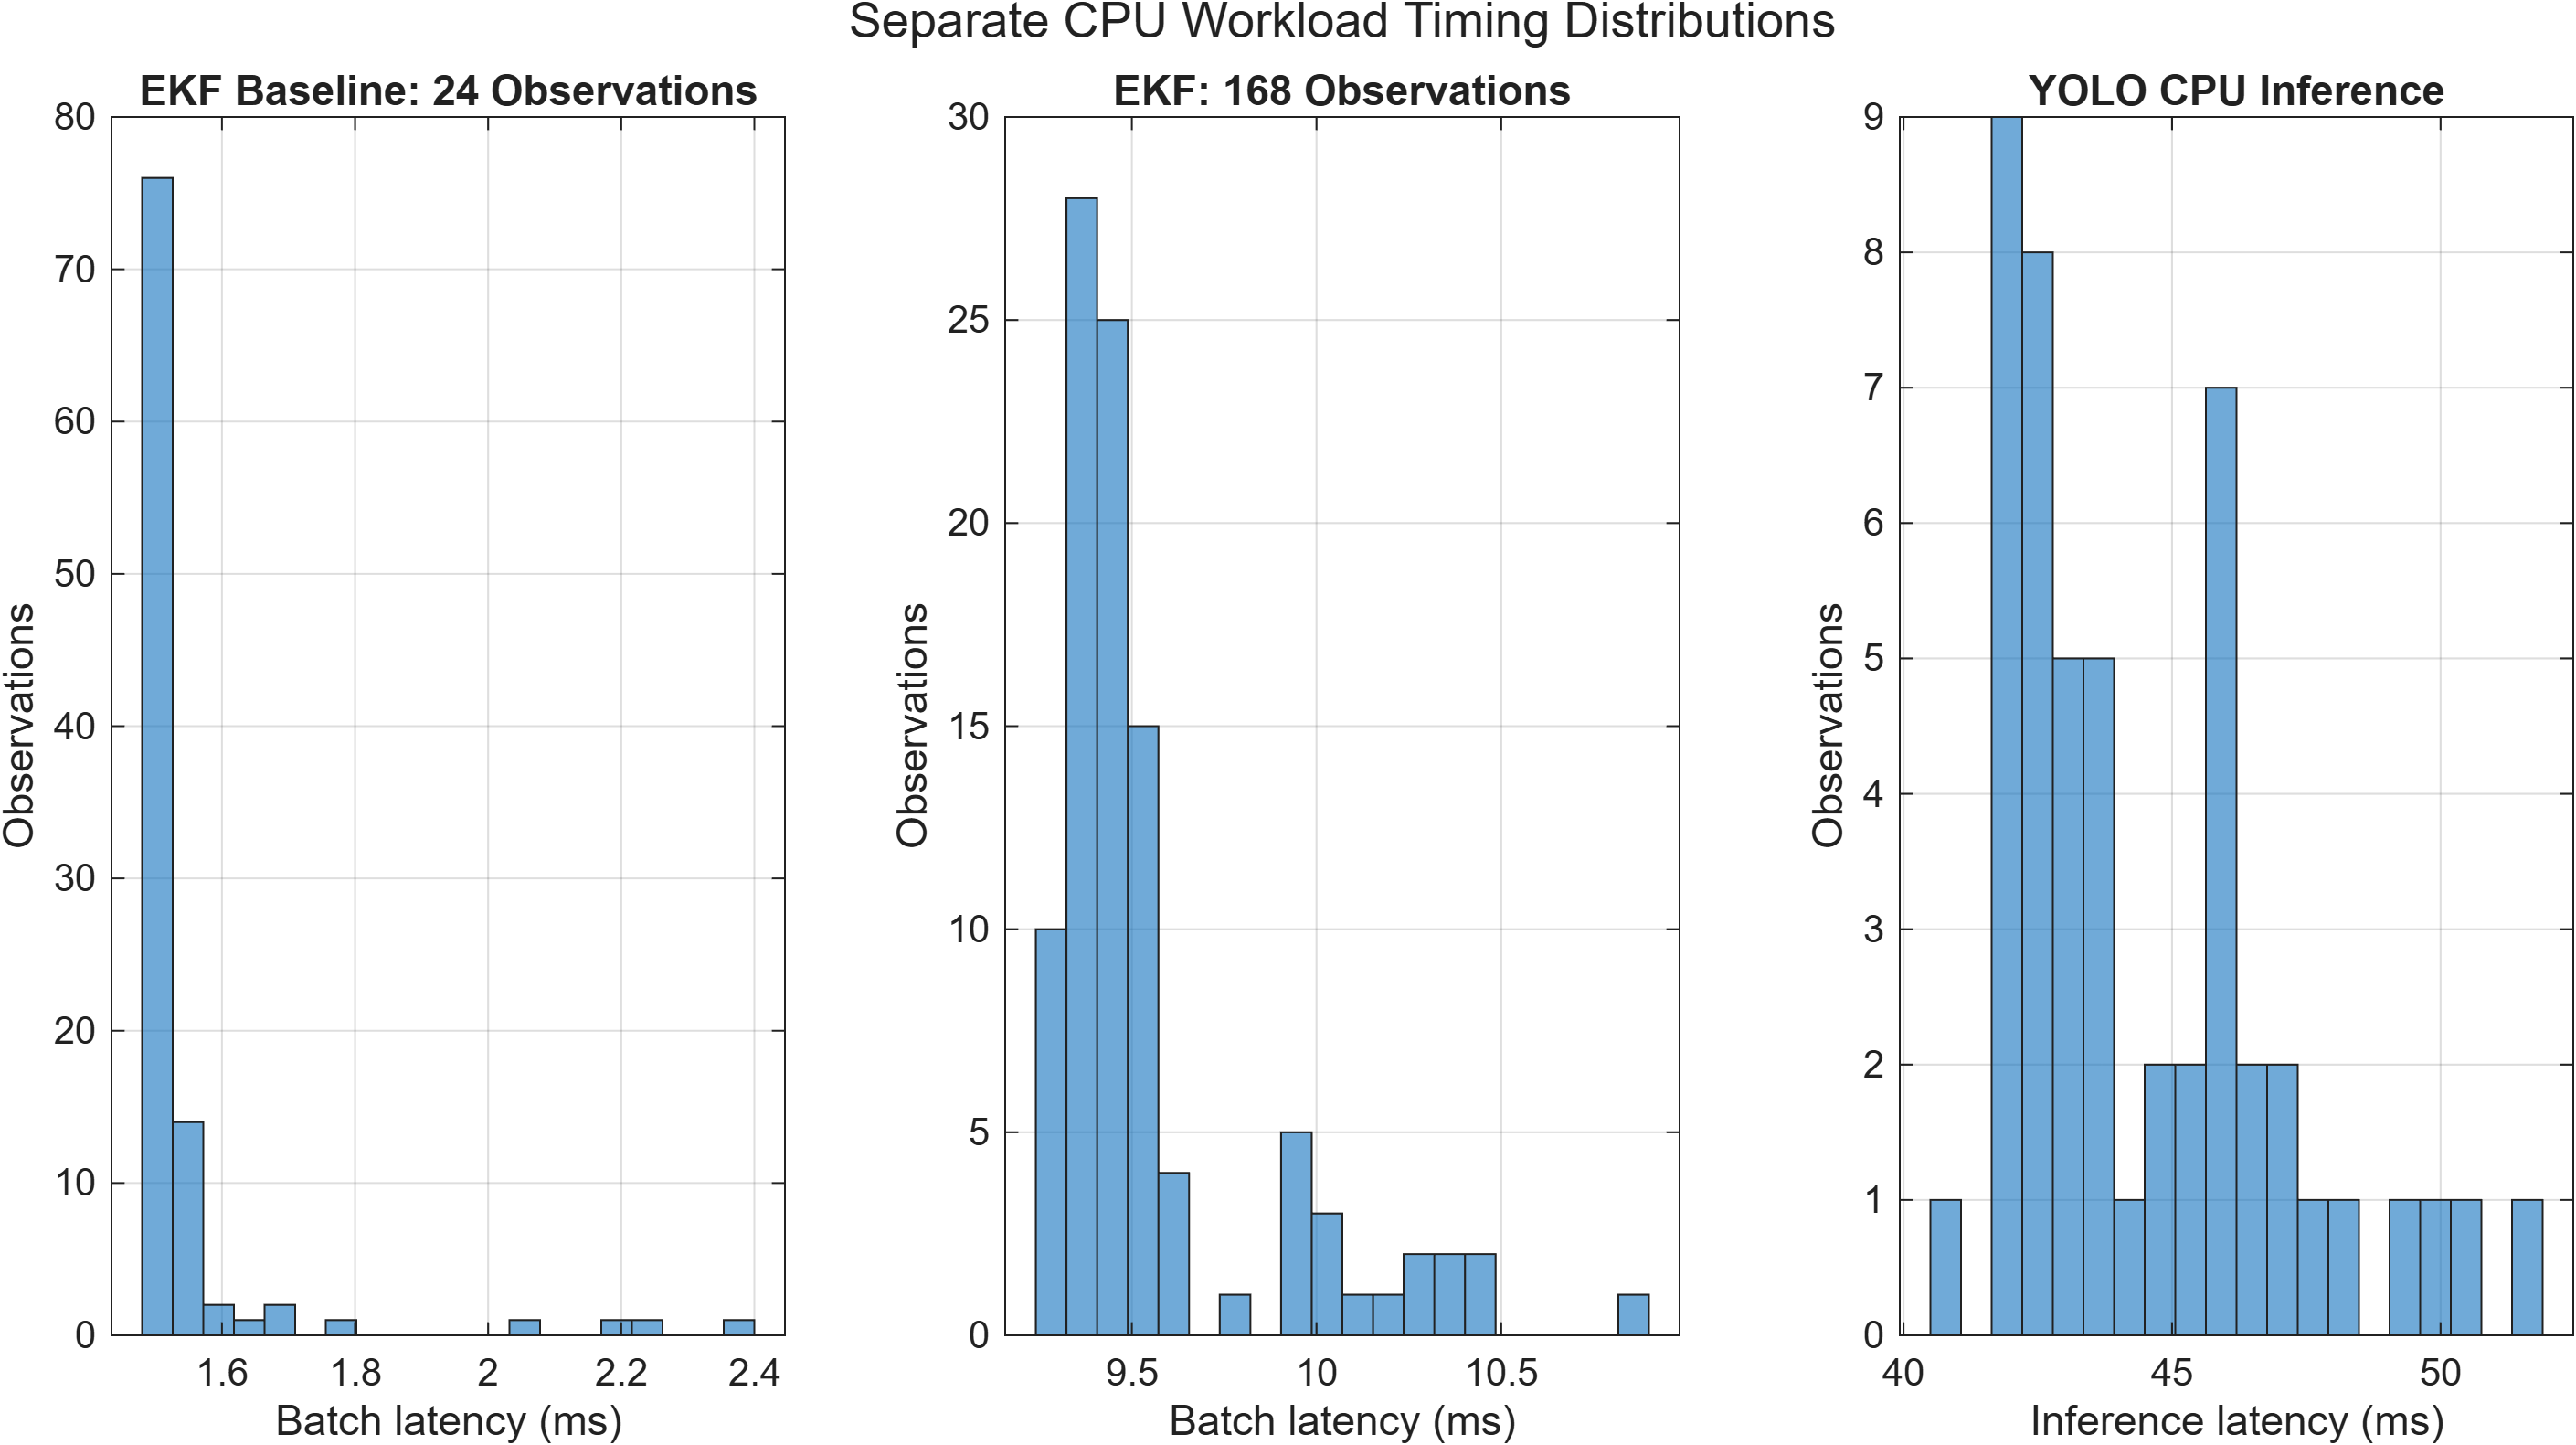 Separate CPU Workload Timing Distributions
EKF Baseline: 24 Observations
80
70
60
50
40
30
20
10
0
Observations
1.6 1.8 2 2.2 2.4
Batch latency (ms)
EKF: 168 Observations
30
25
20
15
10
5
0
Observations
9.5 10 10.5
Batch latency (ms)
YOLO CPU Inference
9
8
7
6
5
4
3
2
1
0
Observations
40 45 50
Inference latency (ms)